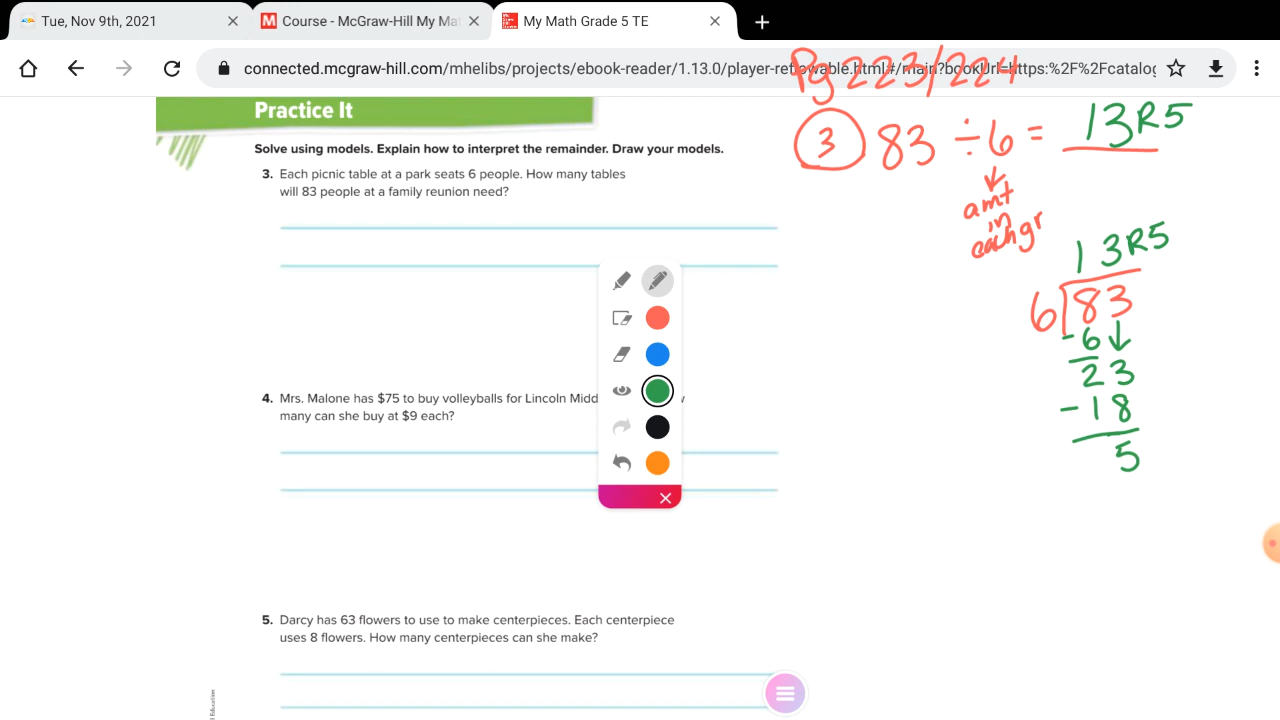 Tue, Nov 9th, 2021
Course - McGraw-Hill My Mat
My Math Grade 5 TE
connected.mcgraw-hill.com/mhelibs/projects/ebook-reader/1.13.0/player-re
wable.html#/main?bookUrl=https:%2F%2Fcatalog
Pg 223/224
Practice It
Solve using models. Explain how to interpret the remainder. Draw your models.
3. Each picnic table at a park seats 6 people. How many tables
will 83 people at a family reunion need?
4. Mrs. Malone has $75 to buy volleyballs for Lincoln Midd
many can she buy at $9 each?
5. Darcy has 63 flowers to use to make centerpieces. Each centerpiece
uses 8 flowers. How many centerpieces can she make?
Education
3 83 ÷ 6 = 13R5
amt
in
each gr
13R5
6 83
-6↓
23
-18
5